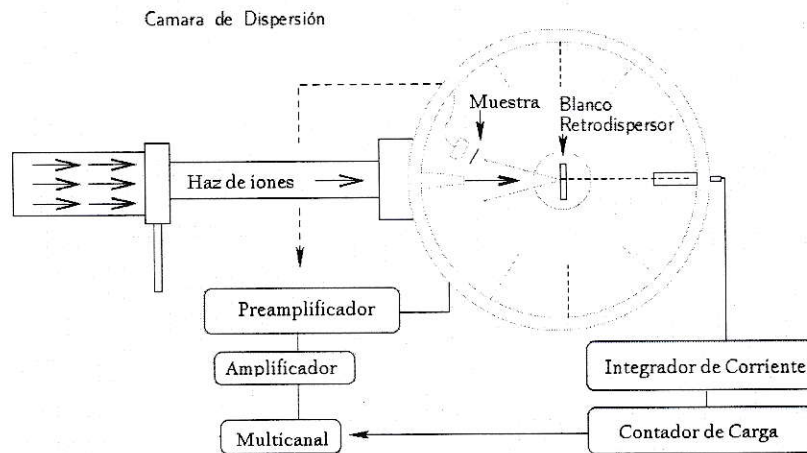 Camara de Dispersión
Muestra
Blanco
Retrodispersor
Haz de iones
Preamplificador
Amplificador
Multicanal
Integrador de Corriente
Contador de Carga